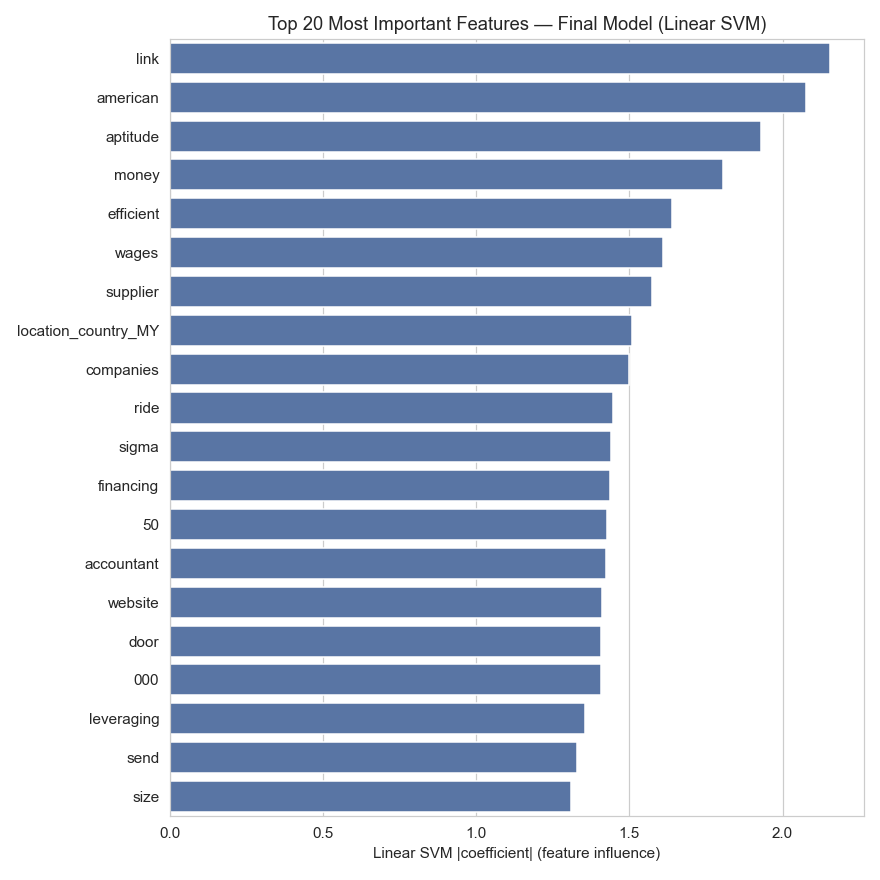 Top 20 Most Important Features — Final Model (Linear SVM)
link
american
aptitude
money
efficient
wages
supplier
location_country_MY
companies
ride
sigma
financing
50
accountant
website
door
000
leveraging
send
size
0.0 0.5 1.0 1.5 2.0
Linear SVM |coefficient| (feature influence)